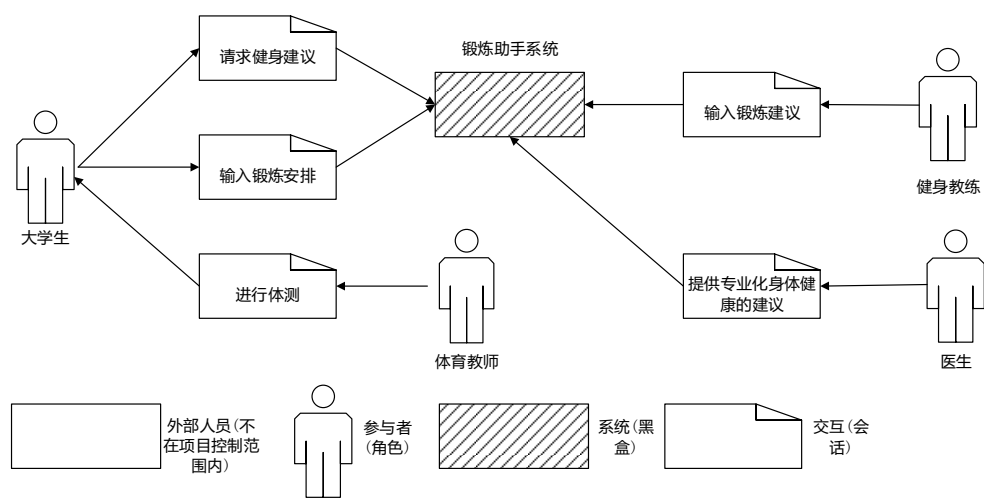 请求健身建议
锻炼助手系统
输入锻炼建议
输入锻炼安排
健身教练
大学生
进行体测
提供专业化身体健
康的建议
体育教师
医生
外部人员(不
在项目控制范
围内)
参与者
(角色)
系统(黑
盒)
交互(会
话)